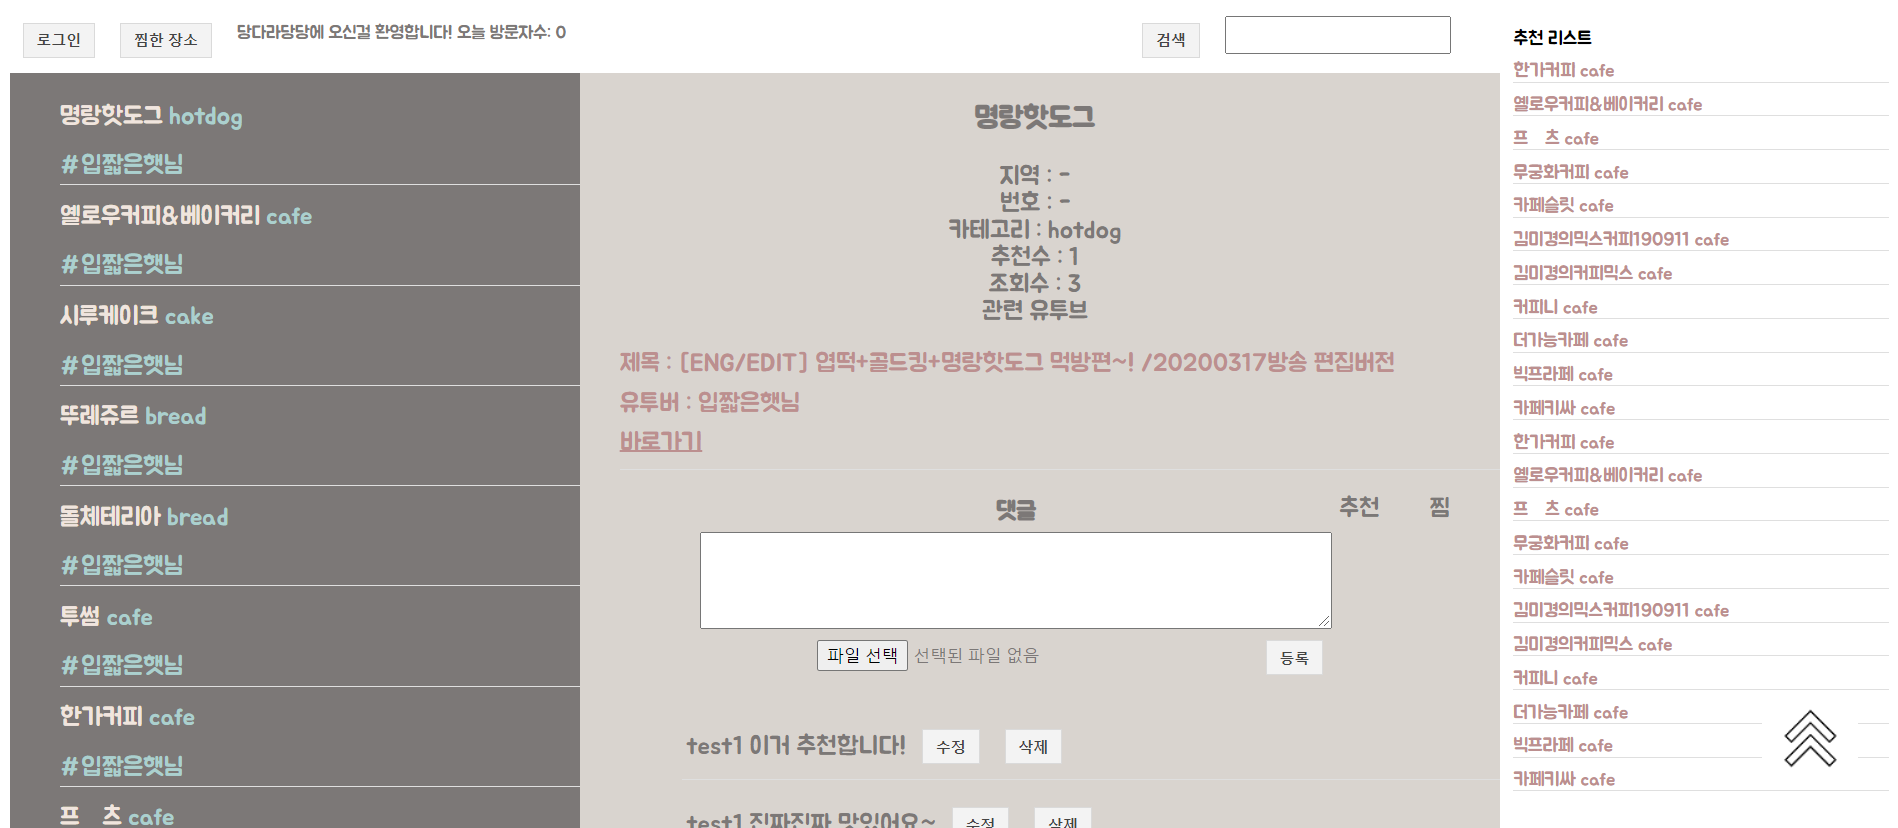 로그인 찜한 장소 당다라당당에 오신걸 환영합니다! 오늘 방문자수: 0 검색
명랑핫도그 hotdog
#입짧은햇님
옐로우커피&베이커리 cafe
#입짧은햇님
시루케이크 cake
#입짧은햇님
뚜레쥬르 bread
#입짧은햇님
돌체테리아 bread
#입짧은햇님
투썸 cafe
#입짧은햇님
한가커피 cafe
#입짧은햇님
프 츠 cafe
명랑핫도그
지역 : -
번호 : -
카테고리 : hotdog
추천수 : 1
조회수 : 3
관련 유투브
제목 : [ENG/EDIT] 엽떡+골드킹+명랑핫도그 먹방편~! /20200317방송 편집버전
유투버 : 입짧은햇님
바로가기
댓글 추천 찜
파일 선택 선택된 파일 없음 등록
test1 이거 추천합니다! 수정 삭제
test1 진짜진짜 맛있어요~ 수정 삭제
추천 리스트
한가커피 cafe
옐로우커피&베이커리 cafe
프 츠 cafe
무궁화커피 cafe
카페슬릿 cafe
김미경의믹스커피190911 cafe
김미경의커피믹스 cafe
커피니 cafe
더가능카페 cafe
빅프라페 cafe
카페키싸 cafe
한가커피 cafe
옐로우커피&베이커리 cafe
프 츠 cafe
무궁화커피 cafe
카페슬릿 cafe
김미경의믹스커피190911 cafe
김미경의커피믹스 cafe
커피니 cafe
더가능카페 cafe
빅프라페 cafe
카페키싸 cafe